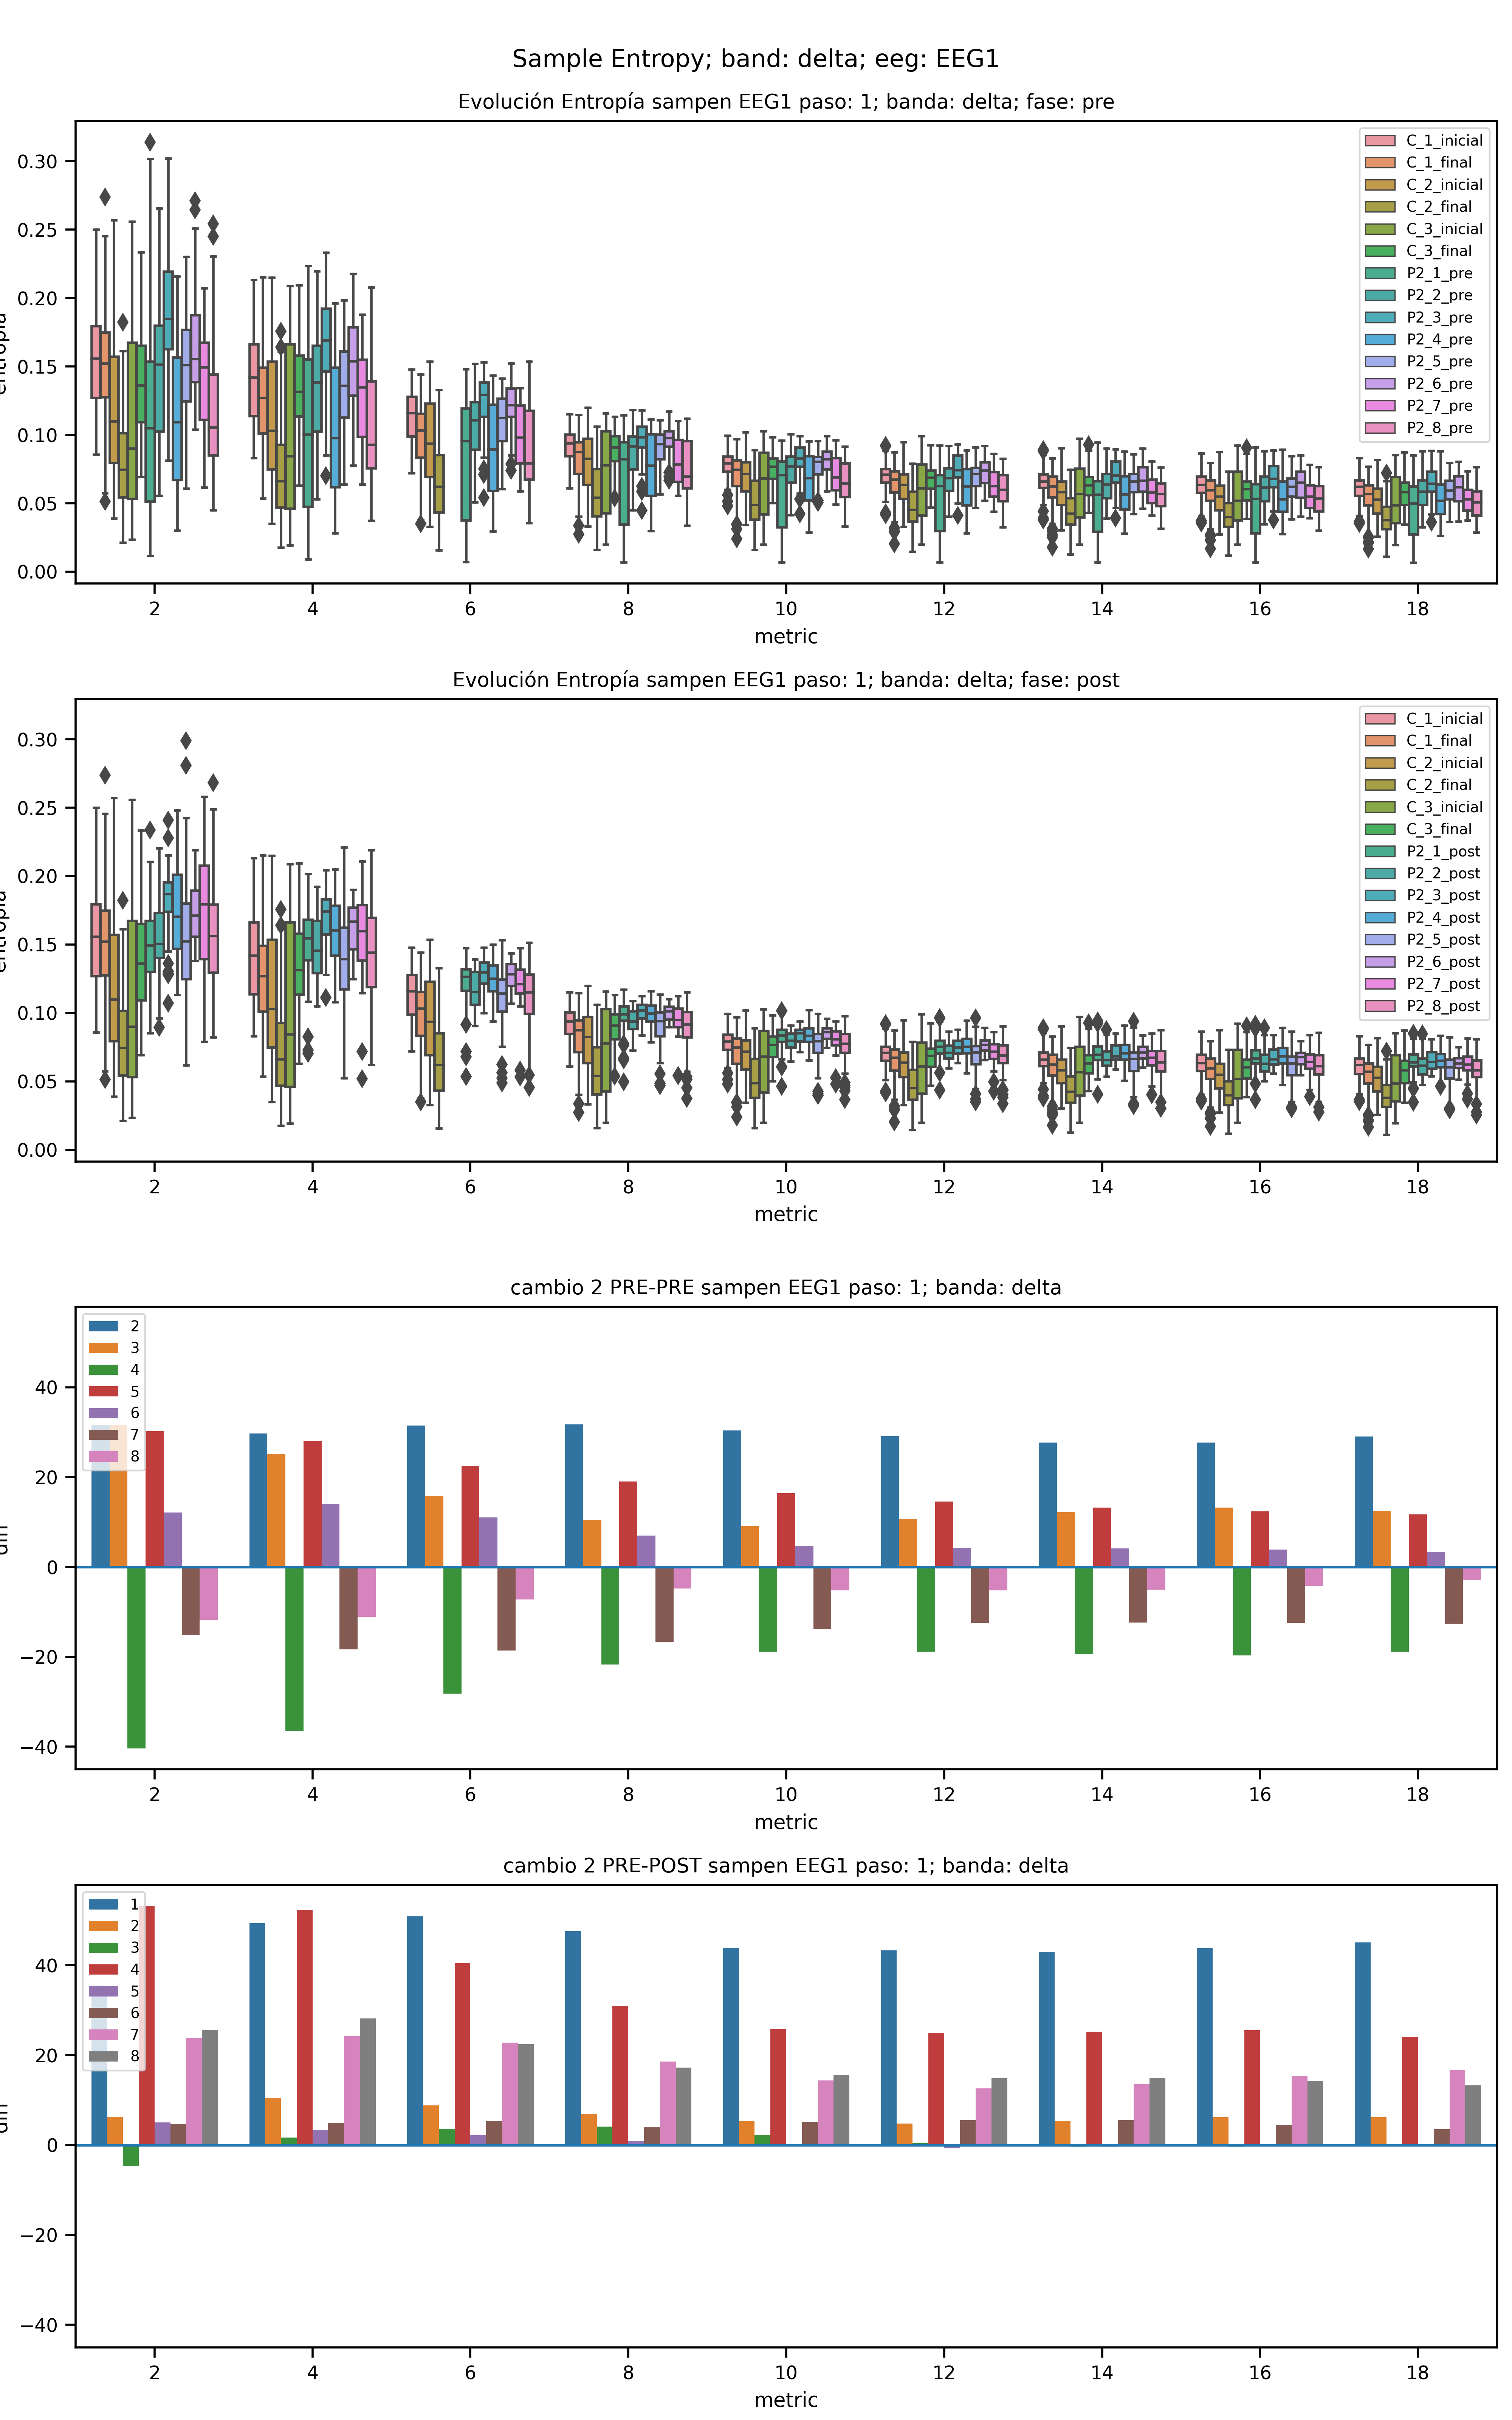 Sample Entropy; band: delta; eeg: EEG1
Evolución Entropía sampen EEG1 paso: 1; banda: delta; fase: pre
0.30
0.25
0.20
0.15
0.10
0.05
0.00
C_1_inicial
C_1_final
C_2_inicial
C_2_final
C_3_inicial
C_3_final
P2_1_pre
P2_2_pre
P2_3_pre
P2_4_pre
P2_5_pre
P2_6_pre
P2_7_pre
P2_8_pre
2 4 6 8 10 12 14 16 18
metric
Evolución Entropía sampen EEG1 paso: 1; banda: delta; fase: post
0.30
0.25
0.20
0.15
0.10
0.05
0.00
C_1_inicial
C_1_final
C_2_inicial
C_2_final
C_3_inicial
C_3_final
P2_1_post
P2_2_post
P2_3_post
P2_4_post
P2_5_post
P2_6_post
P2_7_post
P2_8_post
2 4 6 8 10 12 14 16 18
metric
cambio 2 PRE-PRE sampen EEG1 paso: 1; banda: delta
40
20
0
−20
−40
2
3
4
5
6
7
8
2 4 6 8 10 12 14 16 18
metric
cambio 2 PRE-POST sampen EEG1 paso: 1; banda: delta
40
20
0
−20
−40
1
2
3
4
5
6
7
8
2 4 6 8 10 12 14 16 18
metric